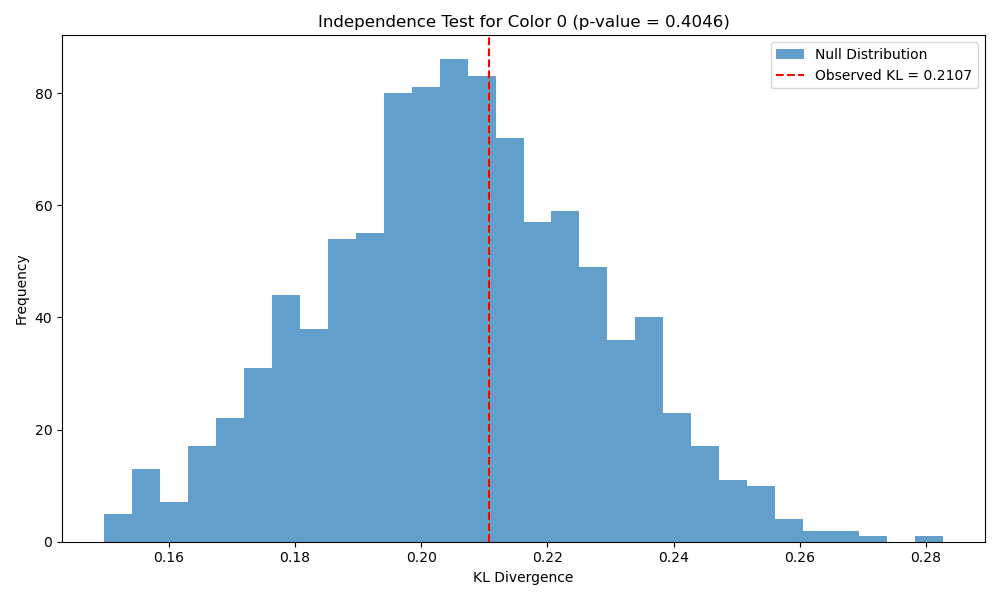 Independence Test for Color 0 (p-value = 0.4046)
Null Distribution
Observed KL = 0.2107
Frequency
80
60
40
20
0
0.16 0.18 0.20 0.22 0.24 0.26 0.28
KL Divergence